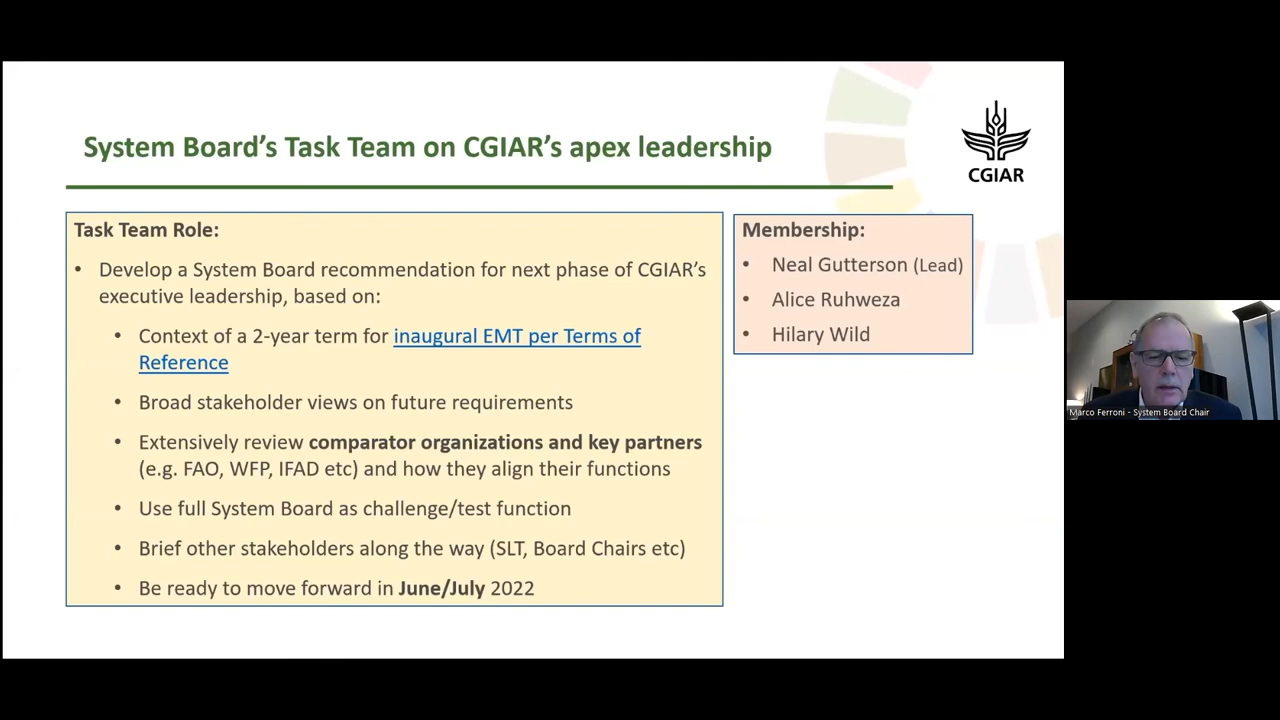 System Board's Task Team on CGIAR's apex leadership
CGIAR
Task Team Role:
• Develop a System Board recommendation for next phase of CGIAR's
executive leadership, based on:
• Context of a 2-year term for inaugural EMT per Terms of
Reference
• Broad stakeholder views on future requirements
• Extensively review comparator organizations and key partners
(e.g. FAO, WFP, IFAD etc) and how they align their functions
• Use full System Board as challenge/test function
• Brief other stakeholders along the way (SLT, Board Chairs etc)
• Be ready to move forward in June/July 2022
Membership:
• Neal Gutterson (Lead)
• Alice Ruhweza
• Hilary Wild
Marco Ferroni - System Board Chair